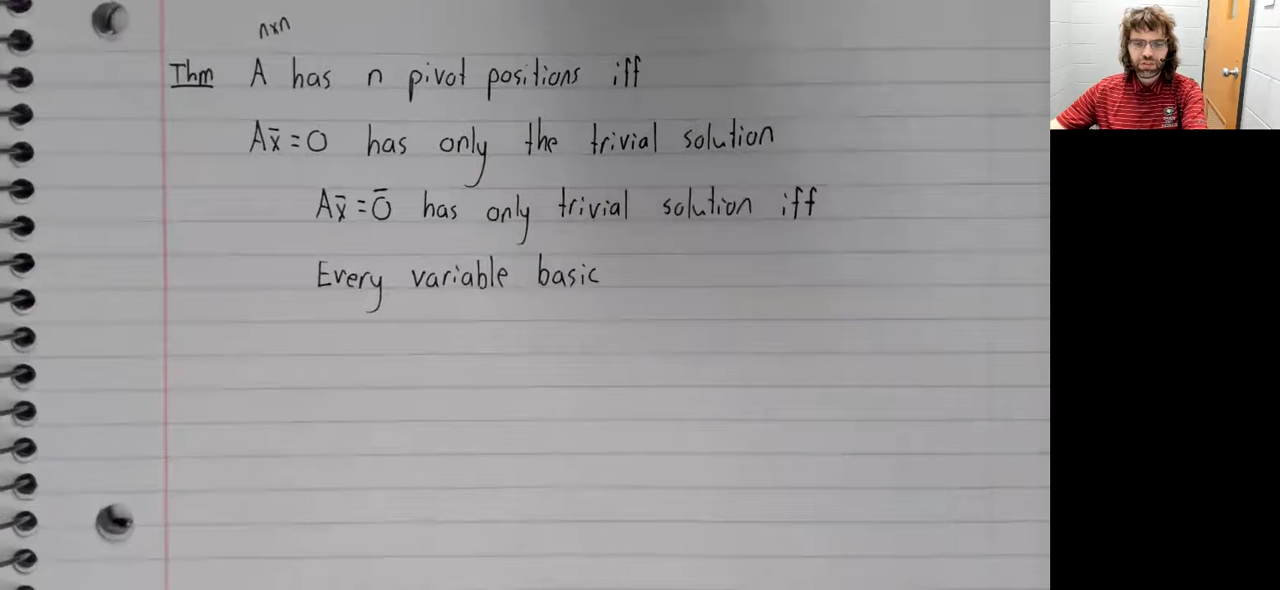 n×n
Thm A has n pivot positions iff
Ax̄ = 0 has only the trivial solution
Ax̄ = 0̄ has only trivial solution iff
Every variable basic